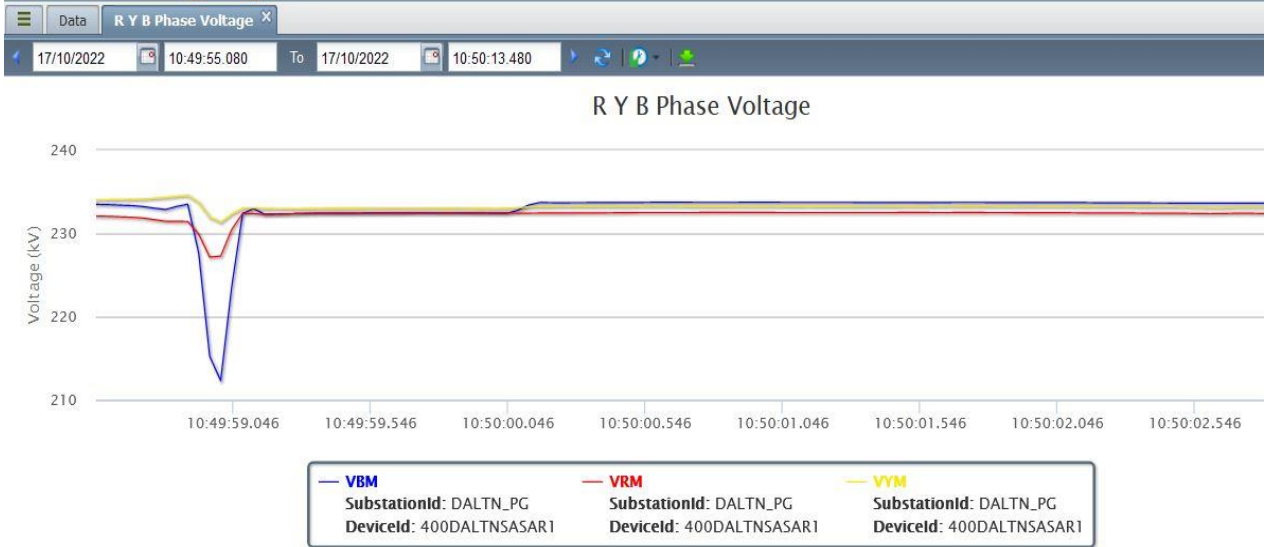 Data R Y B Phase Voltage ×
17/10/2022 10:49:55.080 To 17/10/2022 10:50:13.480
R Y B Phase Voltage
240
230
220
210
Voltage (kV)
10:49:59.046 10:49:59.546 10:50:00.046 10:50:00.546 10:50:01.046 10:50:01.546 10:50:02.046 10:50:02.546
VBM VRM VYM
SubstationId: DALTN_PG SubstationId: DALTN_PG SubstationId: DALTN_PG
DeviceId: 400DALTNSASAR1 DeviceId: 400DALTNSASAR1 DeviceId: 400DALTNSASAR1